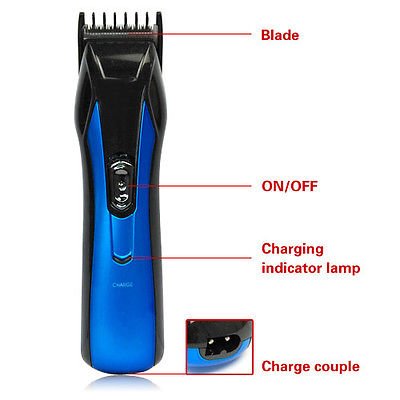 Blade
ON/OFF
Charging
indicator lamp
CHARGE
Charge couple